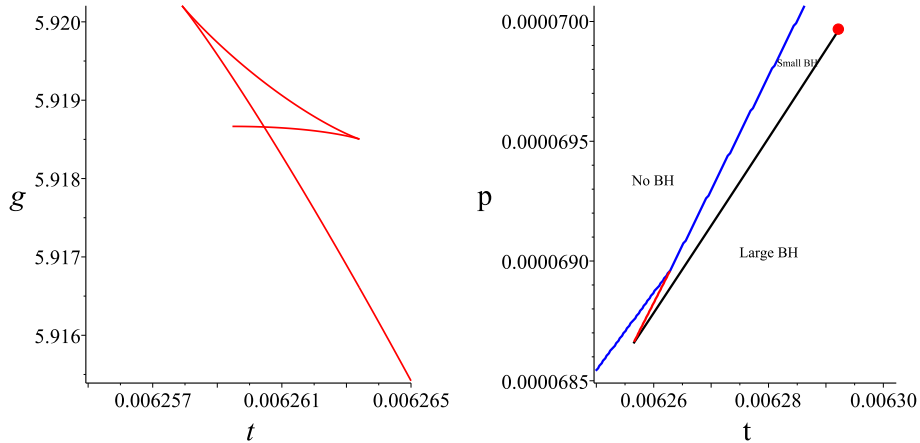 5.920
5.919
5.918
5.917
5.916
g
0.006257
0.006261
0.006265
t
0.0000700
0.0000695
0.0000690
0.0000685
p
Small BH
No BH
Large BH
0.00626
0.00628
0.00630
t